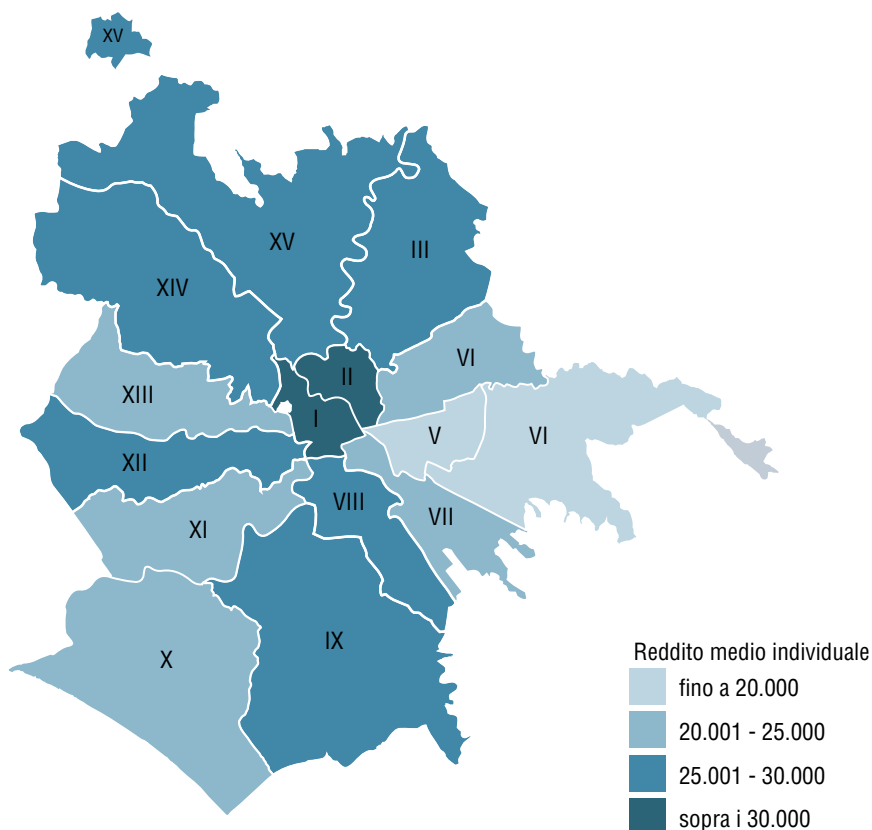 XV
XV
III
XIV
VI
II
XIII
I
V
VI
XII
VIII
VII
XI
IX
X
Reddito medio individuale
fino a 20.000
20.001 - 25.000
25.001 - 30.000
sopra i 30.000